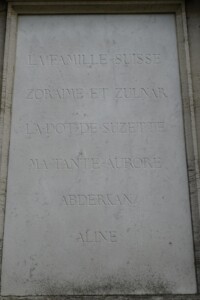 LA FAMILLE SUISSE
ZORAIME ET ZULNAR
LA DOT DE SUZETTE
MA TANTE AURORE
ABDERKAN
ALINE